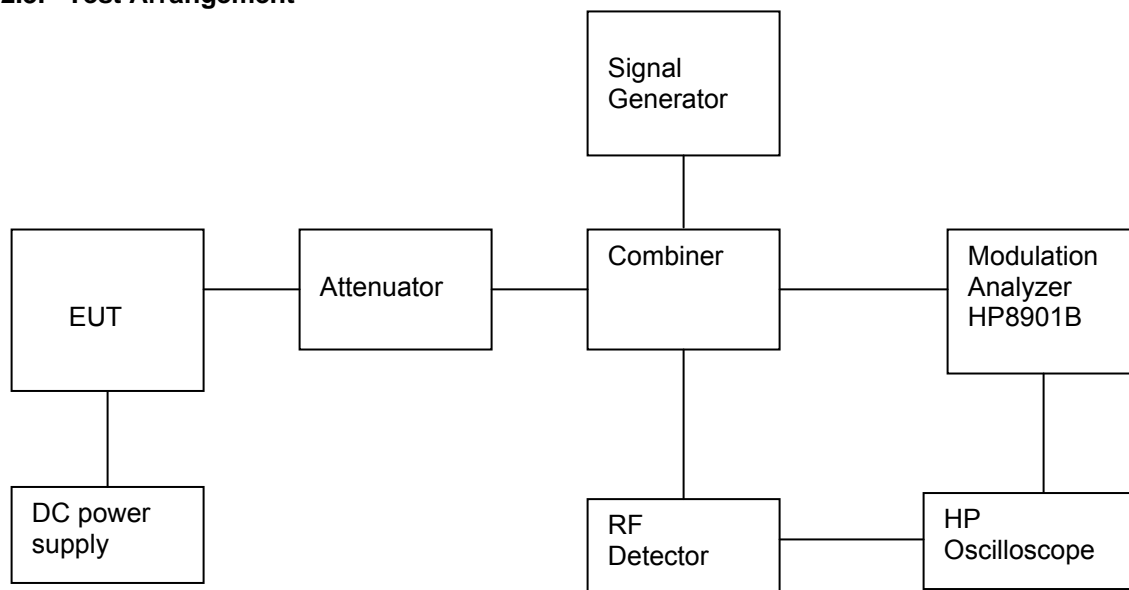 Test Arrangement
Signal
Generator
EUT
Attenuator
Combiner
Modulation
Analyzer
HP8901B
DC power
supply
RF
Detector
HP
Oscilloscope